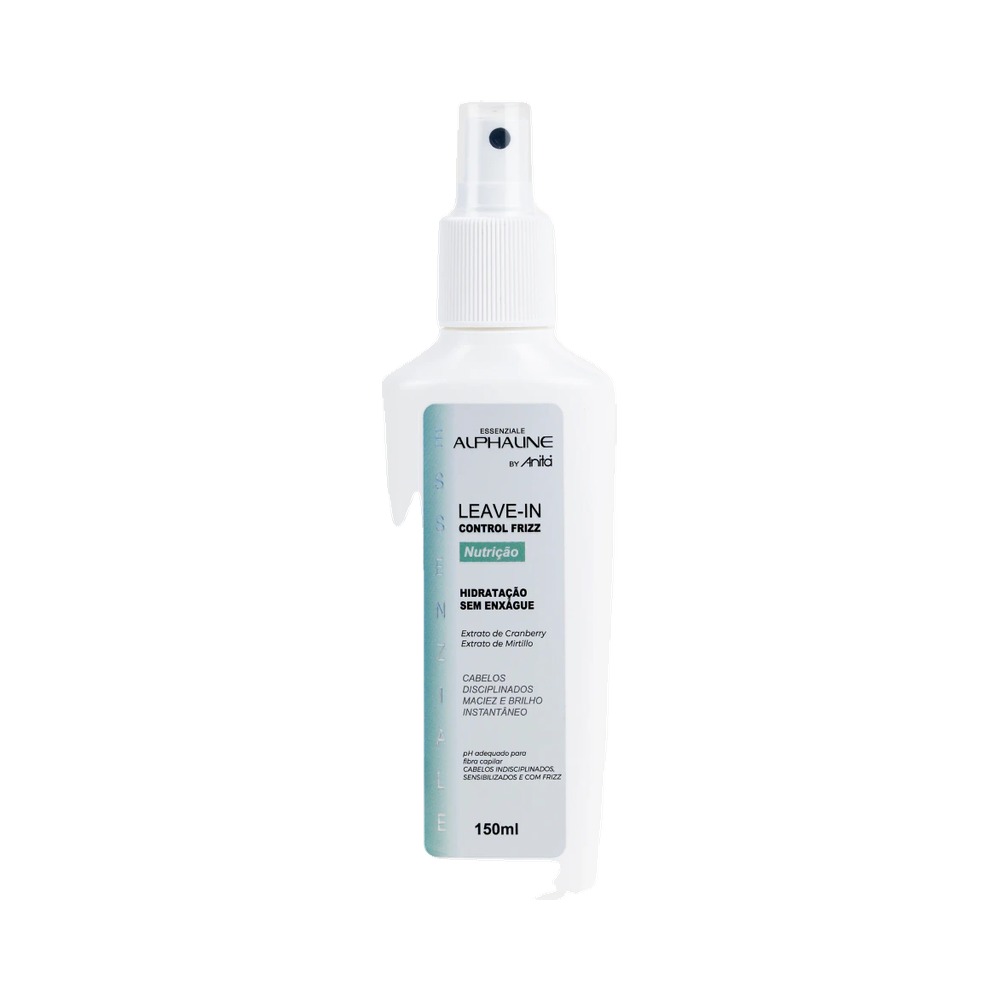 ESSENZIALE
ALPHALINE
BY Anitá
LEAVE-IN
CONTROL FRIZZ
Nutrição
HIDRATAÇÃO
SEM ENXÁGUE
Extrato de Cranberry
Extrato de Mirtillo
CABELOS
DISCIPLINADOS
MACIEZ E BRILHO
INSTANTÂNEO
pH adequado para
fibra capilar
CABELOS INDISCIPLINADOS,
SENSIBILIZADOS E COM FRIZZ
150ml
ESSENZIALE